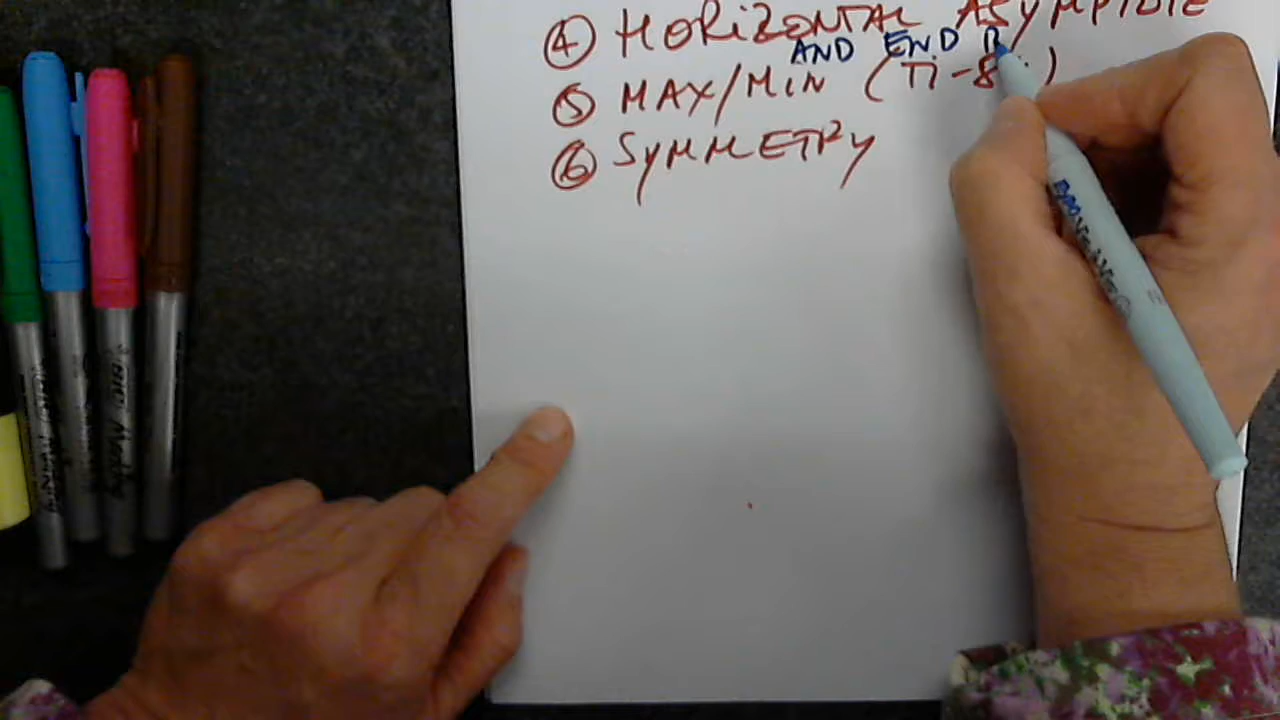 ④ HORIZONTAL ASYMPTOTE
AND END B
⑤ MAX/MIN (Ti-8 )
⑥ SYMMETRY